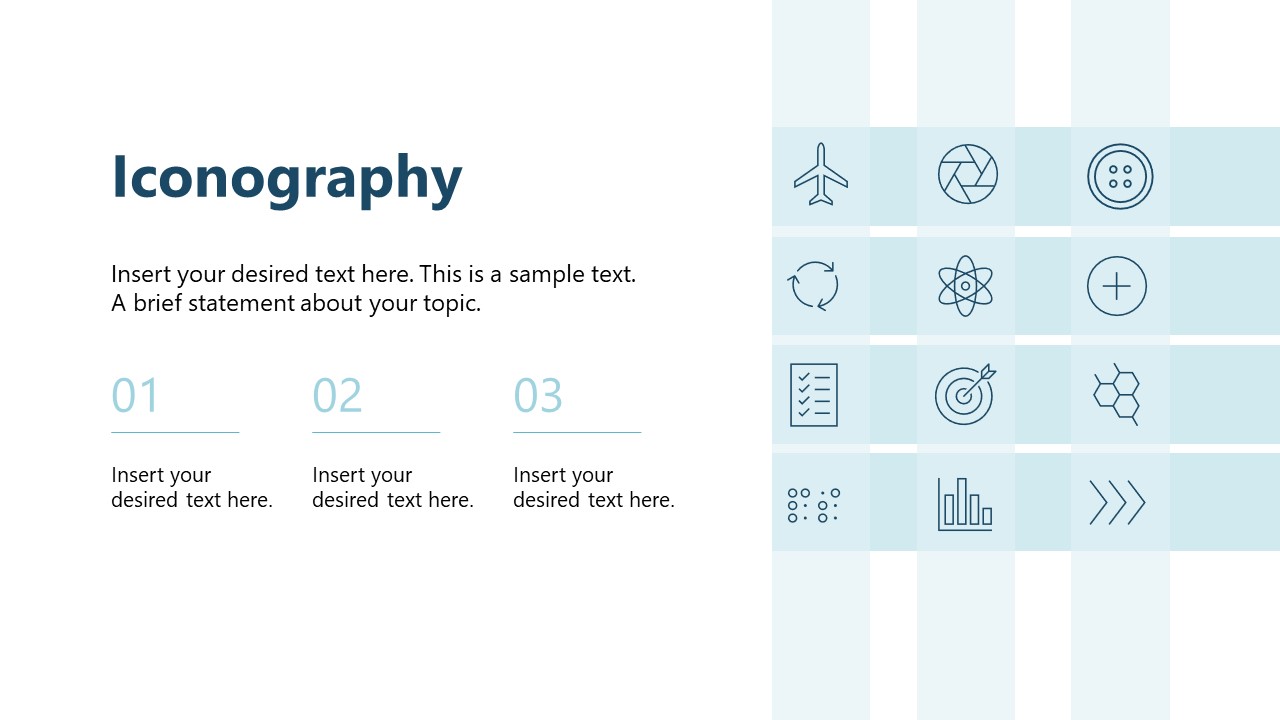 Iconography
Insert your desired text here. This is a sample text.
A brief statement about your topic.
01
Insert your
desired text here.
02
Insert your
desired text here.
03
Insert your
desired text here.